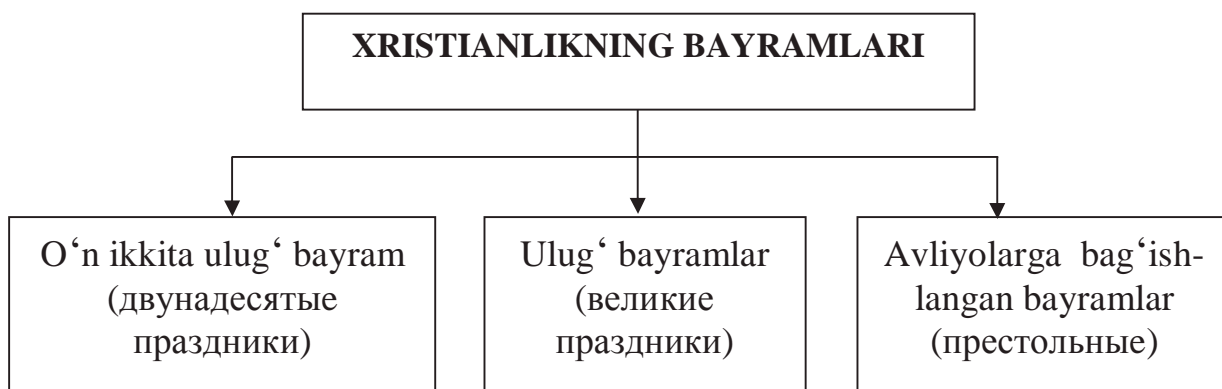 XRISTIANLIKNING BAYRAMLARI
O‘n ikkita ulug‘ bayram
(двунадесятые
праздники)
Ulug‘ bayramlar
(великие
праздники)
Avliyolarga bag‘ish-
langan bayramlar
(престольные)